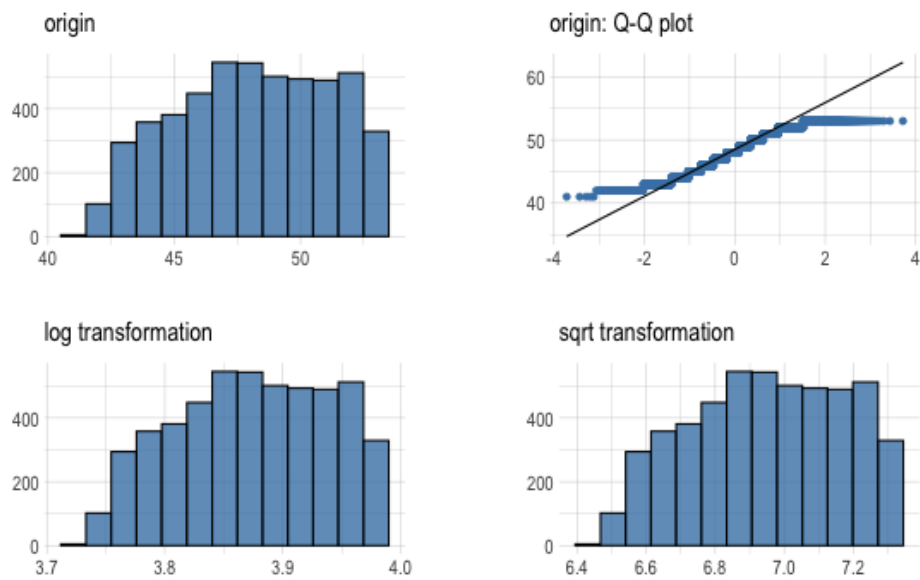 origin
400
200
0
40 45 50
origin: Q-Q plot
60
50
40
-4 -2 0 2 4
log transformation
400
200
0
3.7 3.8 3.9 4.0
sqrt transformation
400
200
0
6.4 6.6 6.8 7.0 7.2